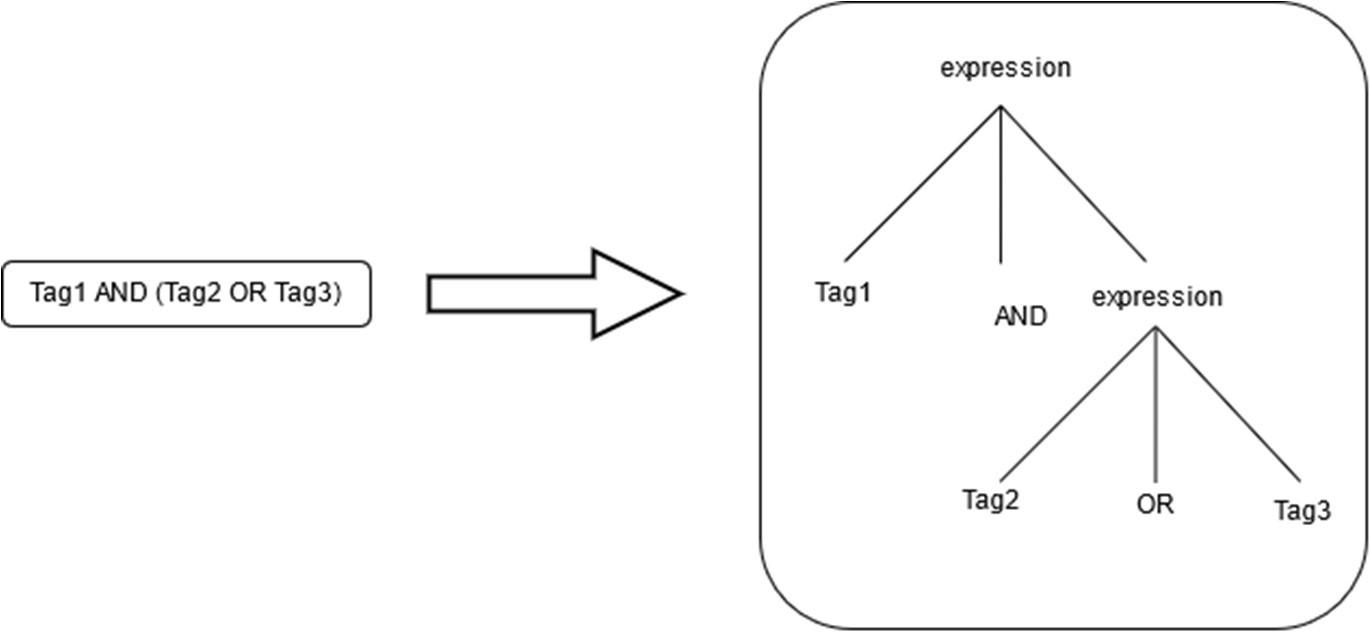 Tag1 AND (Tag2 OR Tag3)
expression
Tag1
AND
expression
Tag2
OR
Tag3